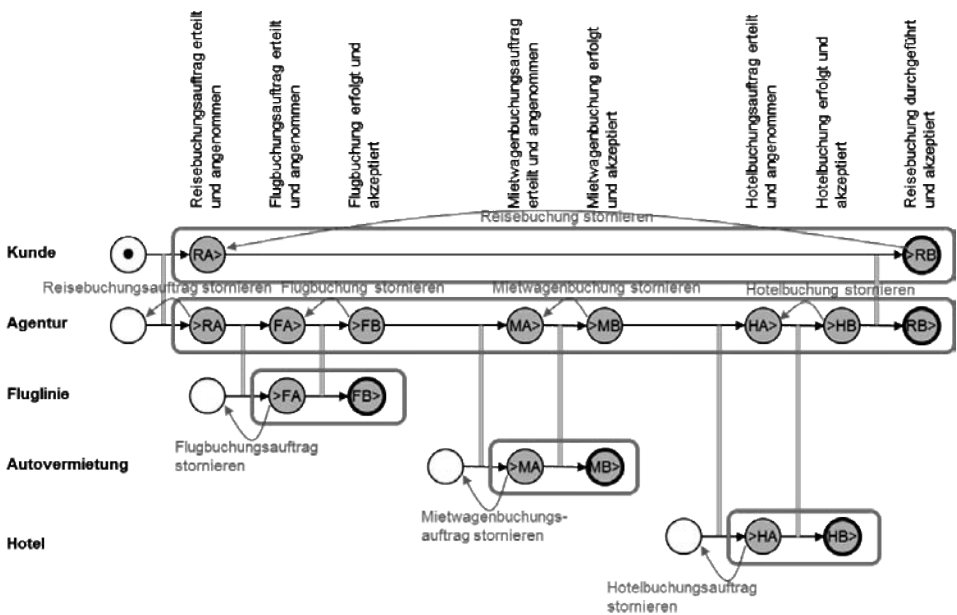 Reisebuchungsauftrag erteilt
und angenommen
Flugbuchungsauftrag erteilt
und angenommen
Flugbuchung erfolgt und
akzeptiert
Mietwagenbuchungsauftrag
erteilt und angenommen
Mietwagenbuchung erfolgt
und akzeptiert
Hotelbuchungsauftrag erteilt
und angenommen
Hotelbuchung erfolgt und
akzeptiert
Reisebuchung durchgeführt
und akzeptiert
Reisebuchung stornieren
Kunde
RA>
>RB
Reisebuchungsauftrag stornieren
Flugbuchung stornieren
Mietwagenbuchung stornieren
Hotelbuchung stornieren
Agentur
>RA
FA>
>FB
MA>
>MB
HA>
>HB
RB>
Fluglinie
>FA
FB>
Flugbuchungsauftrag
stornieren
Autovermietung
>MA
MB>
Mietwagenbuchungs-
auftrag stornieren
Hotel
>HA
HB>
Hotelbuchungsauftrag
stornieren